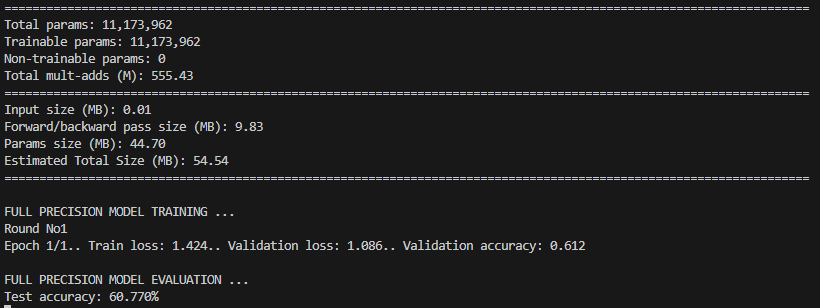 ===================================================================================================================
Total params: 11,173,962
Trainable params: 11,173,962
Non-trainable params: 0
Total mult-adds (M): 555.43
===================================================================================================================
Input size (MB): 0.01
Forward/backward pass size (MB): 9.83
Params size (MB): 44.70
Estimated Total Size (MB): 54.54
===================================================================================================================
FULL PRECISION MODEL TRAINING ...
Round No1
Epoch 1/1.. Train loss: 1.424.. Validation loss: 1.086.. Validation accuracy: 0.612
FULL PRECISION MODEL EVALUATION ...
Test accuracy: 60.770%